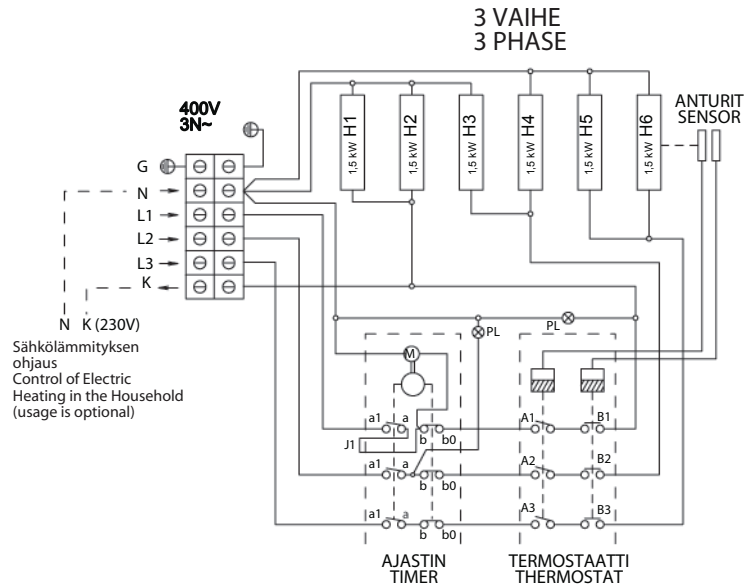 3 VAIHE
3 PHASE
400V
3N~
ANTURIT
SENSOR
1,5 kW H1
1,5 kW H2
1,5 kW H3
1,5 kW H4
1,5 kW H5
1,5 kW H6
G
N
L1
L2
L3
K
N K (230V)
Sähkölämmityksen
ohjaus
Control of Electric
Heating in the Household
(usage is optional)
PL
PL
M
a1 a
J1
b b0
A1 B1
a1 a
b b0
A2 B2
a1 a
b b0
A3 B3
AJASTIN
TIMER
TERMOSTAATTI
THERMOSTAT